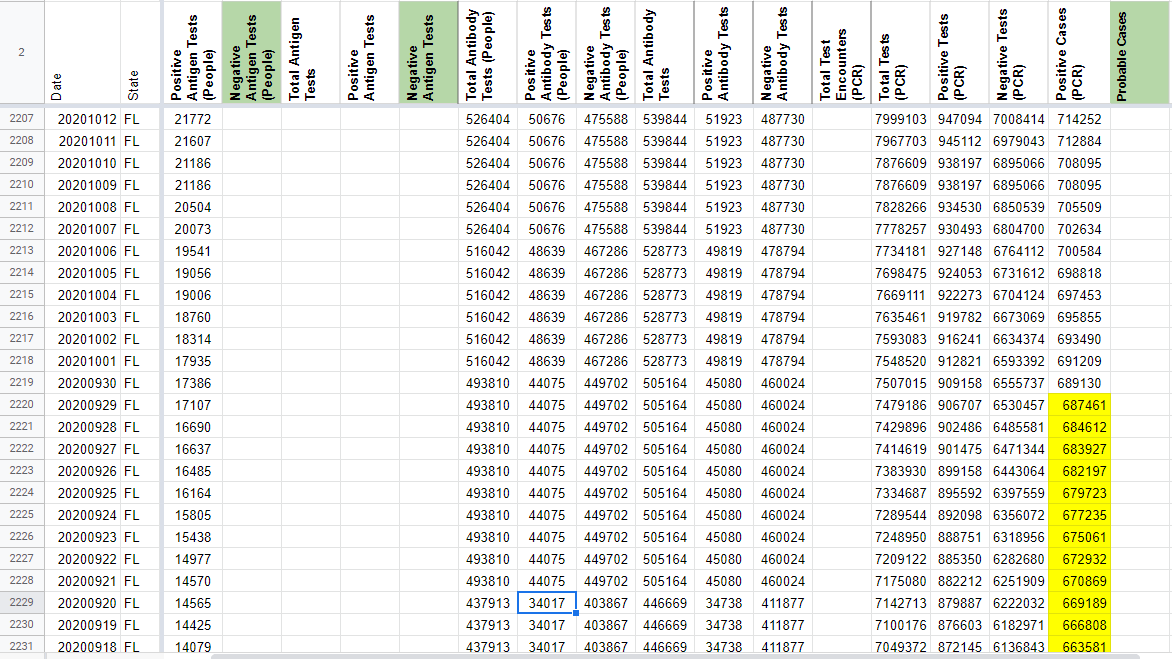 2 Date State Positive Antigen Tests (People) Negative Antigen Tests (People) Total Antigen Tests Positive Antigen Tests Negative Antigen Tests Total Antibody Tests (People) Positive Antibody Tests (People) Negative Antibody Tests (People) Total Antibody Tests Positive Antibody Tests Negative Antibody Tests Total Test Encounters (PCR) Total Tests (PCR) Positive Tests (PCR) Negative Tests (PCR) Positive Cases (PCR) Probable Cases
2207 20201012 FL 21772 526404 50676 475588 539844 51923 487730 7999103 947094 7008414 714252
2208 20201011 FL 21607 526404 50676 475588 539844 51923 487730 7967703 945112 6979043 712884
2209 20201010 FL 21186 526404 50676 475588 539844 51923 487730 7876609 938197 6895066 708095
2210 20201009 FL 21186 526404 50676 475588 539844 51923 487730 7876609 938197 6895066 708095
2211 20201008 FL 20504 526404 50676 475588 539844 51923 487730 7828266 934530 6850539 705509
2212 20201007 FL 20073 526404 50676 475588 539844 51923 487730 7778257 930493 6804700 702634
2213 20201006 FL 19541 516042 48639 467286 528773 49819 478794 7734181 927148 6764112 700584
2214 20201005 FL 19056 516042 48639 467286 528773 49819 478794 7698475 924053 6731612 698818
2215 20201004 FL 19006 516042 48639 467286 528773 49819 478794 7669111 922273 6704124 697453
2216 20201003 FL 18760 516042 48639 467286 528773 49819 478794 7635461 919782 6673069 695855
2217 20201002 FL 18314 516042 48639 467286 528773 49819 478794 7593083 916241 6634374 693490
2218 20201001 FL 17935 516042 48639 467286 528773 49819 478794 7548520 912821 6593392 691209
2219 20200930 FL 17386 493810 44075 449702 505164 45080 460024 7507015 909158 6555737 689130
2220 20200929 FL 17107 493810 44075 449702 505164 45080 460024 7479186 906707 6530457 687461
2221 20200928 FL 16690 493810 44075 449702 505164 45080 460024 7429896 902486 6485581 684612
2222 20200927 FL 16637 493810 44075 449702 505164 45080 460024 7414619 901475 6471344 683927
2223 20200926 FL 16485 493810 44075 449702 505164 45080 460024 7383930 899158 6443064 682197
2224 20200925 FL 16164 493810 44075 449702 505164 45080 460024 7334687 895592 6397559 679723
2225 20200924 FL 15805 493810 44075 449702 505164 45080 460024 7289544 892098 6356072 677235
2226 20200923 FL 15438 493810 44075 449702 505164 45080 460024 7248950 888751 6318956 675061
2227 20200922 FL 14977 493810 44075 449702 505164 45080 460024 7209122 885350 6282680 672932
2228 20200921 FL 14570 493810 44075 449702 505164 45080 460024 7175080 882212 6251909 670869
2229 20200920 FL 14565 437913 34017 403867 446669 34738 411877 7142713 879887 6222032 669189
2230 20200919 FL 14425 437913 34017 403867 446669 34738 411877 7100176 876603 6182971 666808
2231 20200918 FL 14079 437913 34017 403867 446669 34738 411877 7049372 872145 6136843 663581